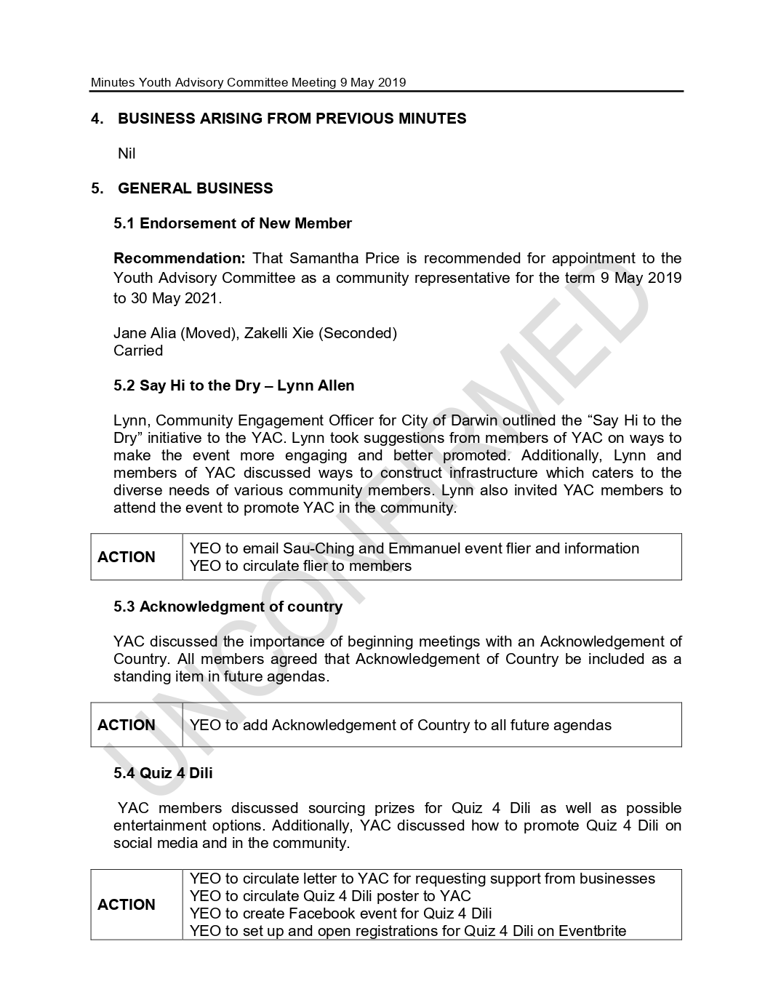 Minutes Youth Advisory Committee Meeting 9 May 2019
4. BUSINESS ARISING FROM PREVIOUS MINUTES
Nil
5. GENERAL BUSINESS
5.1 Endorsement of New Member
Recommendation: That Samantha Price is recommended for appointment to the
Youth Advisory Committee as a community representative for the term 9 May 2019
to 30 May 2021.
Jane Alia (Moved), Zakelli Xie (Seconded)
Carried
5.2 Say Hi to the Dry – Lynn Allen
Lynn, Community Engagement Officer for City of Darwin outlined the “Say Hi to the
Dry” initiative to the YAC. Lynn took suggestions from members of YAC on ways to
make the event more engaging and better promoted. Additionally, Lynn and
members of YAC discussed ways to construct infrastructure which caters to the
diverse needs of various community members. Lynn also invited YAC members to
attend the event to promote YAC in the community.
ACTION
YEO to email Sau-Ching and Emmanuel event flier and information
YEO to circulate flier to members
5.3 Acknowledgment of country
YAC discussed the importance of beginning meetings with an Acknowledgement of
Country. All members agreed that Acknowledgement of Country be included as a
standing item in future agendas.
ACTION
YEO to add Acknowledgement of Country to all future agendas
5.4 Quiz 4 Dili
YAC members discussed sourcing prizes for Quiz 4 Dili as well as possible
entertainment options. Additionally, YAC discussed how to promote Quiz 4 Dili on
social media and in the community.
ACTION
YEO to circulate letter to YAC for requesting support from businesses
YEO to circulate Quiz 4 Dili poster to YAC
YEO to create Facebook event for Quiz 4 Dili
YEO to set up and open registrations for Quiz 4 Dili on Eventbrite
UNCONFIRMED